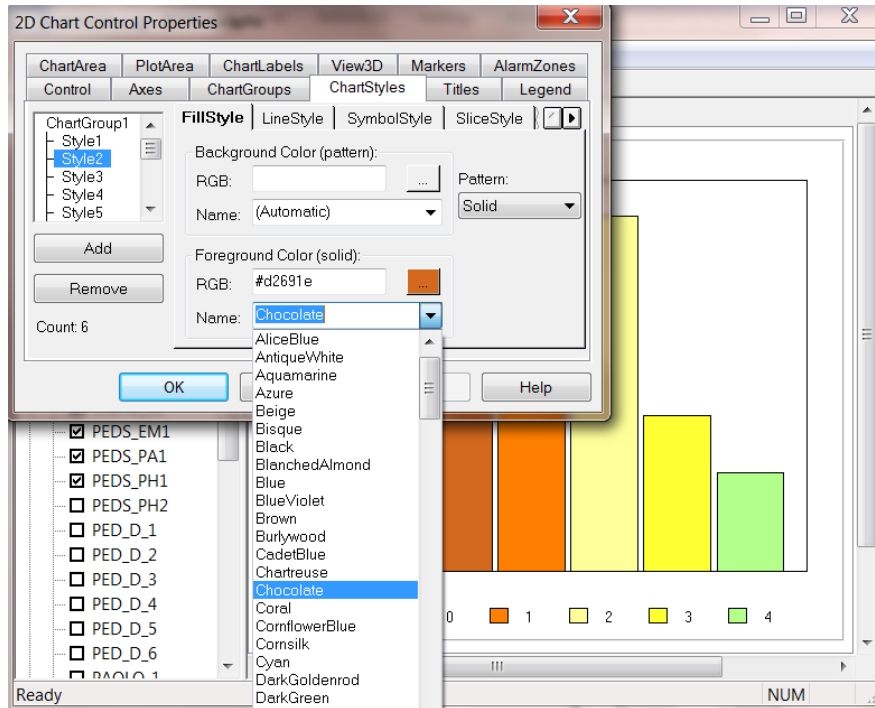 2D Chart Control Properties
ChartArea PlotArea ChartLabels View3D Markers AlarmZones
Control Axes ChartGroups ChartStyles Titles Legend
ChartGroup1
Style1
Style2
Style3
Style4
Style5
Add
Remove
Count: 6
FillStyle LineStyle SymbolStyle SliceStyle
Background Color (pattern):
RGB: ...
Name: (Automatic)
Pattern:
Solid
Foreground Color (solid):
RGB: #d2691e ...
Name: Chocolate
AliceBlue
AntiqueWhite
Aquamarine
Azure
Beige
Bisque
Black
BlanchedAlmond
Blue
BlueViolet
Brown
Burlywood
CadetBlue
Chartreuse
Chocolate
Coral
CornflowerBlue
Cornsilk
Cyan
DarkGoldenrod
DarkGreen
OK
Help
PEDS_EM1
PEDS_PA1
PEDS_PH1
PEDS_PH2
PED_D_1
PED_D_2
PED_D_3
PED_D_4
PED_D_5
PED_D_6
PAOLO_1
0 1 2 3 4
Ready
NUM